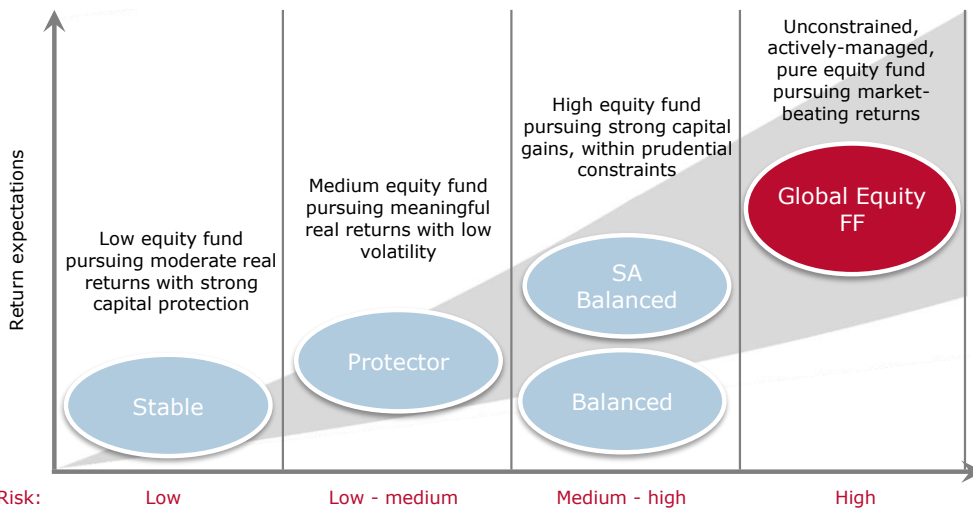 Return expectations
Low equity fund
pursuing moderate real
returns with strong
capital protection
Stable
Medium equity fund
pursuing meaningful
real returns with low
volatility
Protector
High equity fund
pursuing strong capital
gains, within prudential
constraints
SA
Balanced
Balanced
Unconstrained,
actively-managed,
pure equity fund
pursuing market-
beating returns
Global Equity
FF
Risk:
Low
Low - medium
Medium - high
High